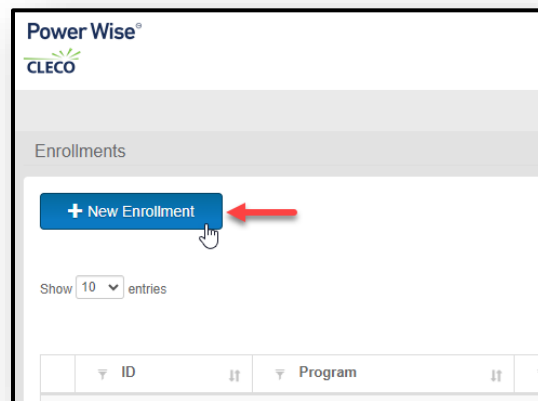 Power Wise®
CLECO
Enrollments
+ New Enrollment
Show 10 entries
ID Program